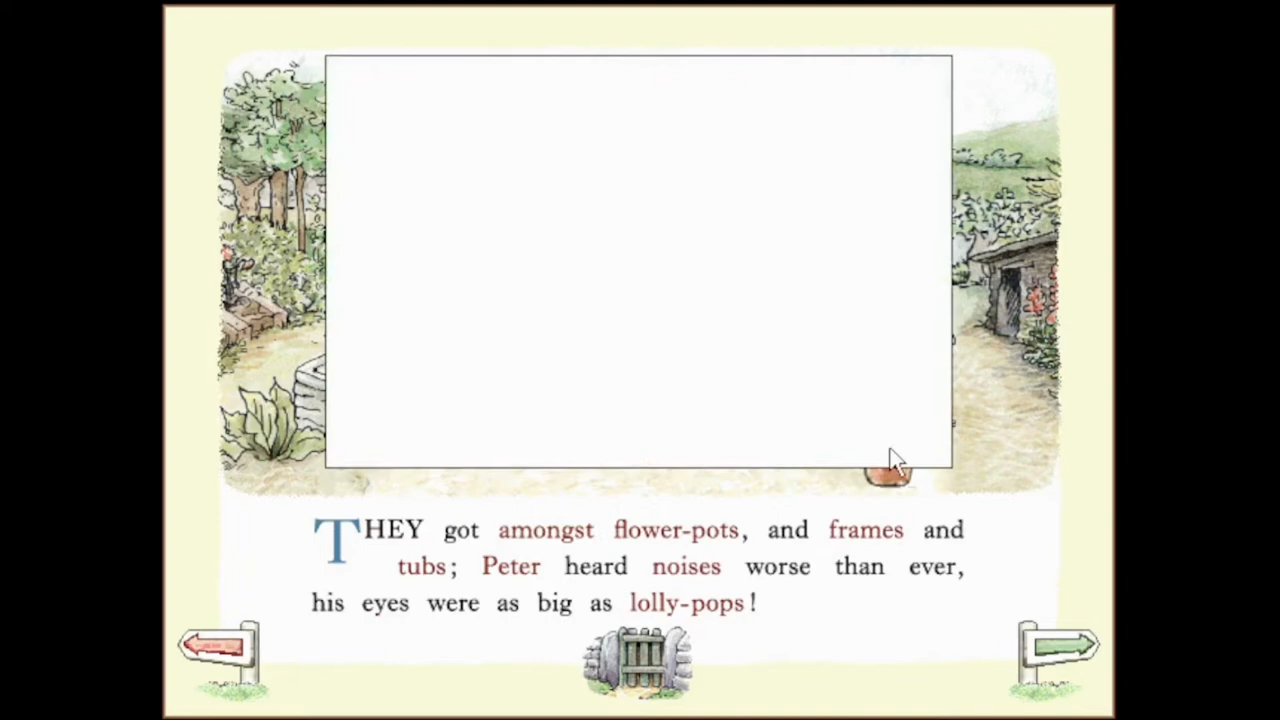 THEY got amongst flower-pots, and frames and
tubs; Peter heard noises worse than ever,
his eyes were as big as lolly-pops!